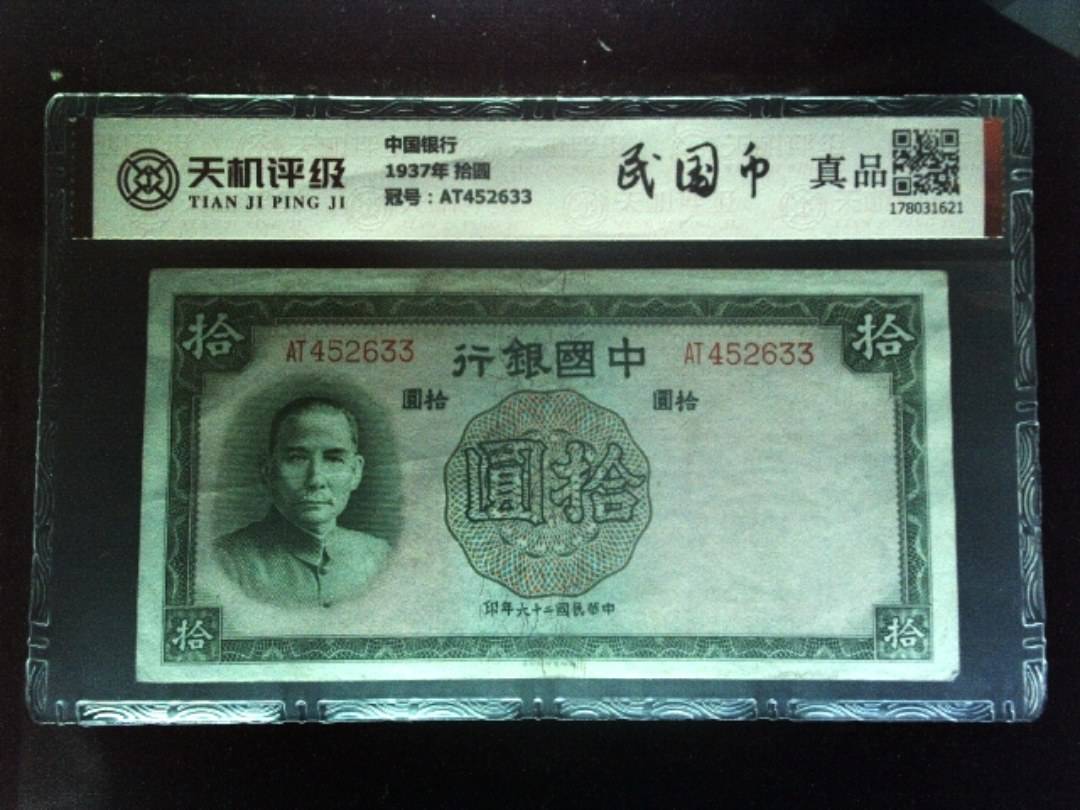 天机评级
TIAN JI PING JI
中国银行
1937年 拾圆
冠号：AT452633
民国币
真品
178031621
拾
AT452633
行銀國中
AT452633
拾
圓拾
圓拾
圓拾
印年六十二國民華中
拾
拾